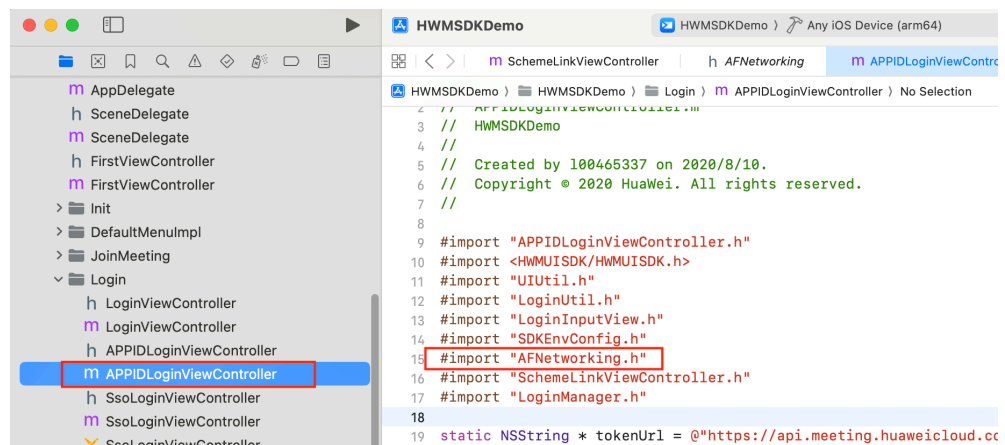 HWMSDKDemo
HWMSDKDemo 〉 Any iOS Device (arm64)
m SchemeLinkViewController
h AFNetworking
m APPIDLoginViewContro
HWMSDKDemo 〉 HWMSDKDemo 〉 Login 〉 m APPIDLoginViewController 〉 No Selection
m AppDelegate
h SceneDelegate
m SceneDelegate
h FirstViewController
m FirstViewController
Init
DefaultMenuImpl
JoinMeeting
Login
h LoginViewController
m LoginViewController
h APPIDLoginViewController
m APPIDLoginViewController
h SsoLoginViewController
m SsoLoginViewController
SsoLoginViewController
2 // APPIDLoginViewController.m
3 // HWMSDKDemo
4 //
5 // Created by l00465337 on 2020/8/10.
6 // Copyright © 2020 HuaWei. All rights reserved.
7 //
8
9 #import "APPIDLoginViewController.h"
10 #import <HWMUISDK/HWMUISDK.h>
11 #import "UIUtil.h"
12 #import "LoginUtil.h"
13 #import "LoginInputView.h"
14 #import "SDKEnvConfig.h"
15 #import "AFNetworking.h"
16 #import "SchemeLinkViewController.h"
17 #import "LoginManager.h"
18
19 static NSString * tokenUrl = @"https://api.meeting.huaweicloud.co